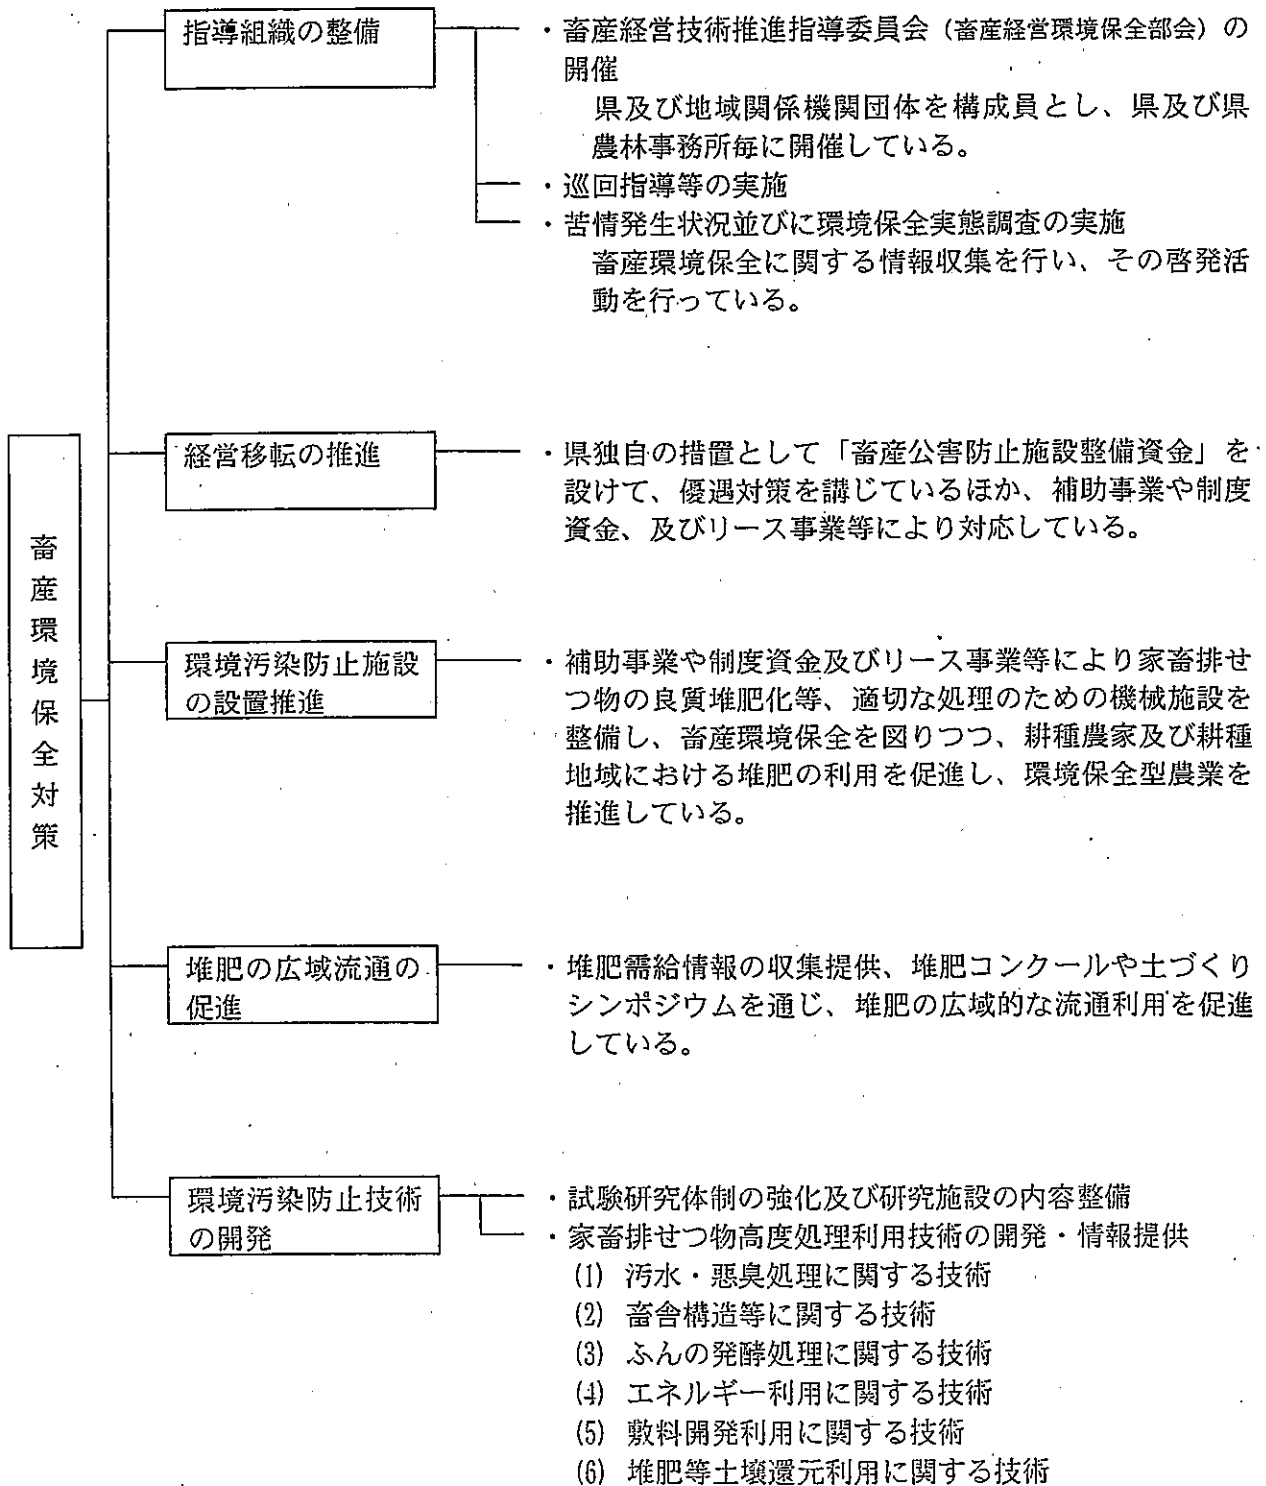 畜産環境保全対策
指導組織の整備
・畜産経営技術推進指導委員会（畜産経営環境保全部会）の
開催
県及び地域関係機関団体を構成員とし、県及び県
農林事務所毎に開催している。
・巡回指導等の実施
・苦情発生状況並びに環境保全実態調査の実施
畜産環境保全に関する情報収集を行い、その啓発活
動を行っている。
経営移転の推進
・県独自の措置として「畜産公害防止施設整備資金」を
設けて、優遇対策を講じているほか、補助事業や制度
資金、及びリース事業等により対応している。
環境汚染防止施設
の設置推進
・補助事業や制度資金及びリース事業等により家畜排せ
つ物の良質堆肥化等、適切な処理のための機械施設を
整備し、畜産環境保全を図りつつ、耕種農家及び耕種
地域における堆肥の利用を促進し、環境保全型農業を
推進している。
堆肥の広域流通の
促進
・堆肥需給情報の収集提供、堆肥コンクールや土づくり
シンポジウムを通じ、堆肥の広域的な流通利用を促進
している。
環境汚染防止技術
の開発
・試験研究体制の強化及び研究施設の内容整備
・家畜排せつ物高度処理利用技術の開発・情報提供
(1) 汚水・悪臭処理に関する技術
(2) 畜舎構造等に関する技術
(3) ふんの発酵処理に関する技術
(4) エネルギー利用に関する技術
(5) 敷料開発利用に関する技術
(6) 堆肥等土壌還元利用に関する技術